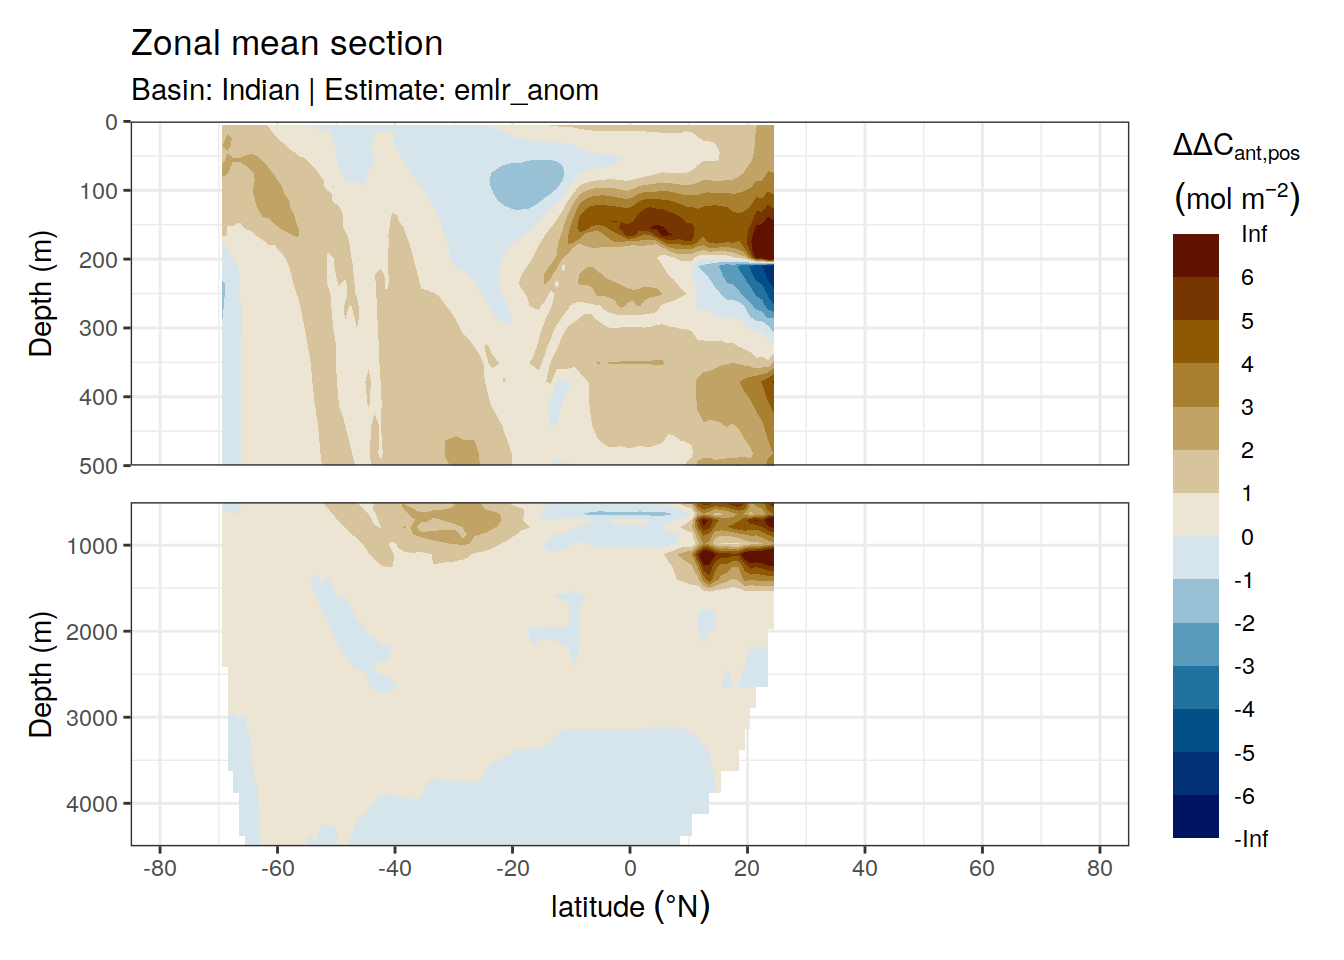 Zonal mean section
Basin: Indian | Estimate: emlr_anom
ΔΔCant,pos
(mol m−2)
Inf
6
5
4
3
2
1
0
-1
-2
-3
-4
-5
-6
-Inf
Depth (m)
0
100
200
300
400
500
Depth (m)
1000
2000
3000
4000
-80 -60 -40 -20 0 20 40 60 80
latitude (°N)